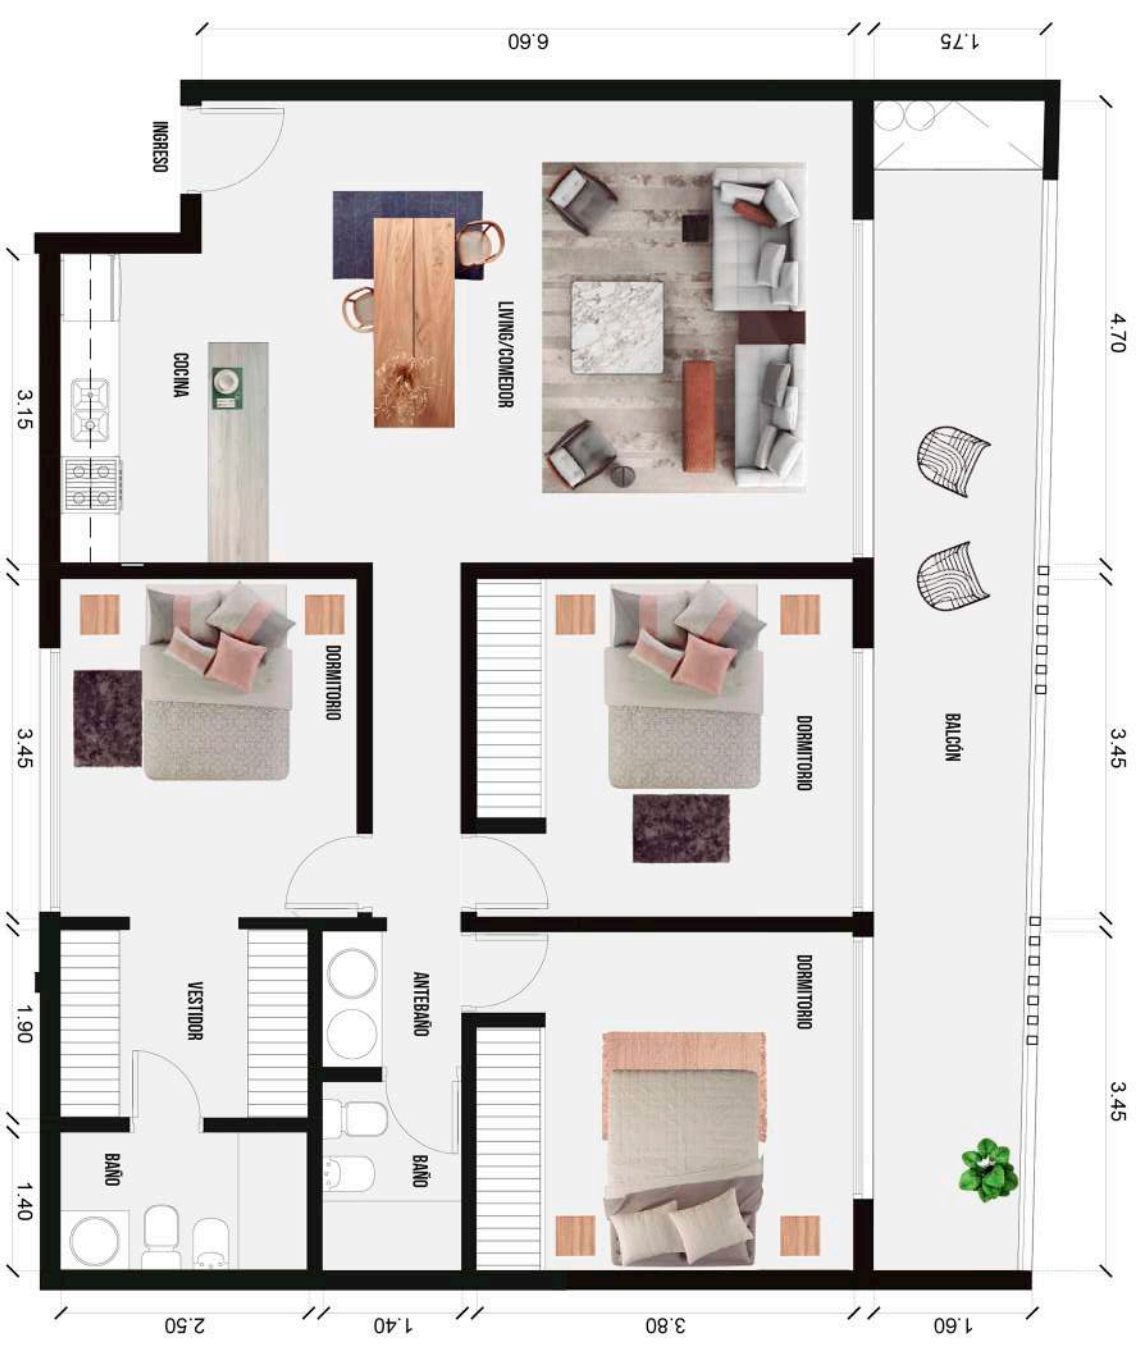 6.60
1.75
INGRESO
4.70
LIVING/COMEDOR
COCINA
3.15
DORMITORIO
DORMITORIO
BALCÓN
3.45
3.45
DORMITORIO
ANTEBAÑO
VESTIDOR
1.90
3.45
BAÑO
BAÑO
1.40
2.50
1.40
3.80
1.60